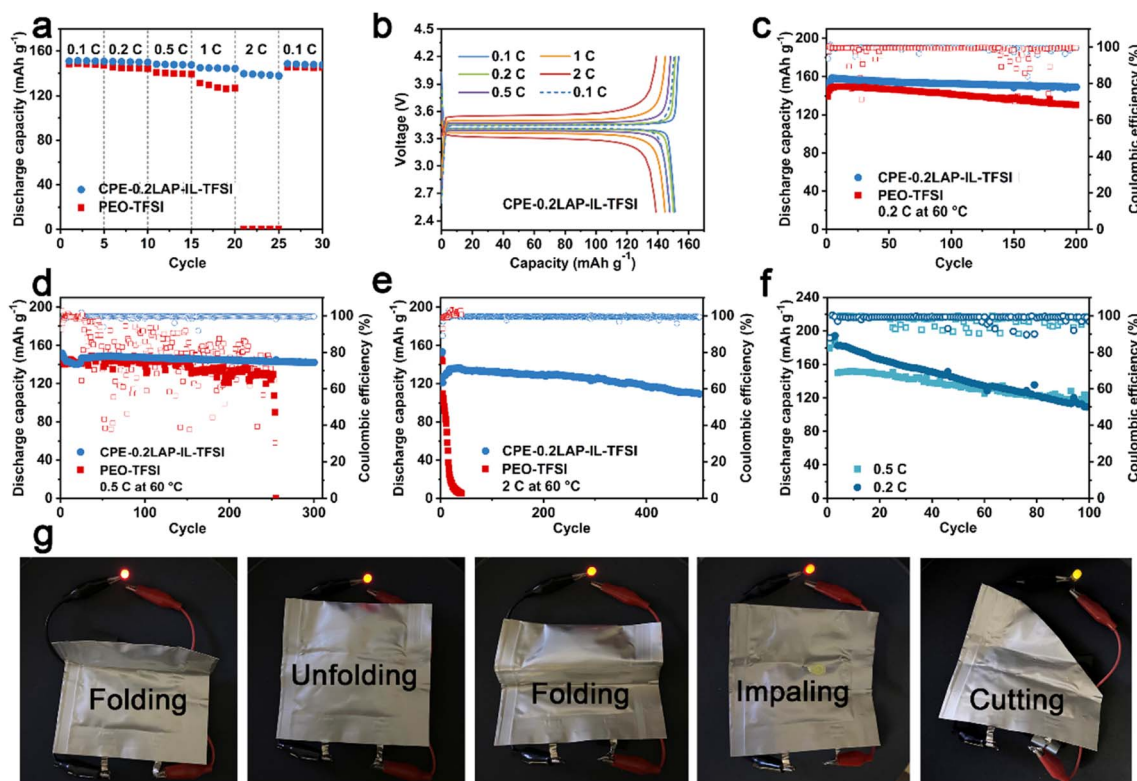 a
0.1 C 0.2 C 0.5 C 1 C 2 C 0.1 C
Discharge capacity (mAh g⁻¹)
160
120
80
40
0
CPE-0.2LAP-IL-TFSI
PEO-TFSI
0 5 10 15 20 25 30
Cycle
b
Voltage (V)
4.2
3.9
3.6
3.3
3.0
2.7
2.4
0.1 C 1 C
0.2 C 2 C
0.5 C 0.1 C
CPE-0.2LAP-IL-TFSI
0 20 40 60 80 100 120 140 160
Capacity (mAh g⁻¹)
c
Discharge capacity (mAh g⁻¹)
200
160
120
80
40
0
CPE-0.2LAP-IL-TFSI
PEO-TFSI
0.2 C at 60 °C
100
80
60
40
20
0
Coulombic efficiency (%)
0 50 100 150 200
Cycle
d
Discharge capacity (mAh g⁻¹)
200
160
120
80
40
0
CPE-0.2LAP-IL-TFSI
PEO-TFSI
0.5 C at 60 °C
100
80
60
40
20
0
Coulombic efficiency (%)
0 50 100 150 200 250 300
Cycle
e
Discharge capacity (mAh g⁻¹)
200
160
120
80
40
0
CPE-0.2LAP-IL-TFSI
PEO-TFSI
2 C at 60 °C
100
80
60
40
20
0
Coulombic efficiency (%)
0 200 400
Cycle
f
Discharge capacity (mAh g⁻¹)
240
200
160
120
80
40
0
0.5 C
0.2 C
100
80
60
40
20
0
Coulombic efficiency (%)
0 20 40 60 80 100
Cycle
g
Folding
Unfolding
Folding
Impaling
Cutting